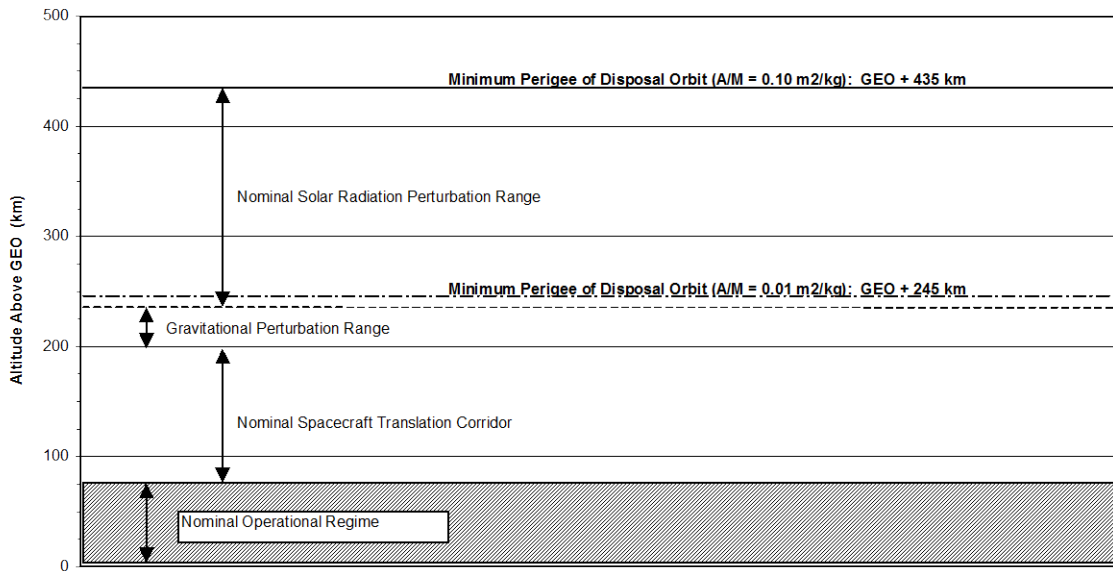 500
Minimum Perigee of Disposal Orbit (A/M = 0.10 m2/kg): GEO + 435 km
400
Nominal Solar Radiation Perturbation Range
300
Minimum Perigee of Disposal Orbit (A/M = 0.01 m2/kg): GEO + 245 km
Gravitational Perturbation Range
200
Nominal Spacecraft Translation Corridor
100
Nominal Operational Regime
0
Altitude Above GEO (km)